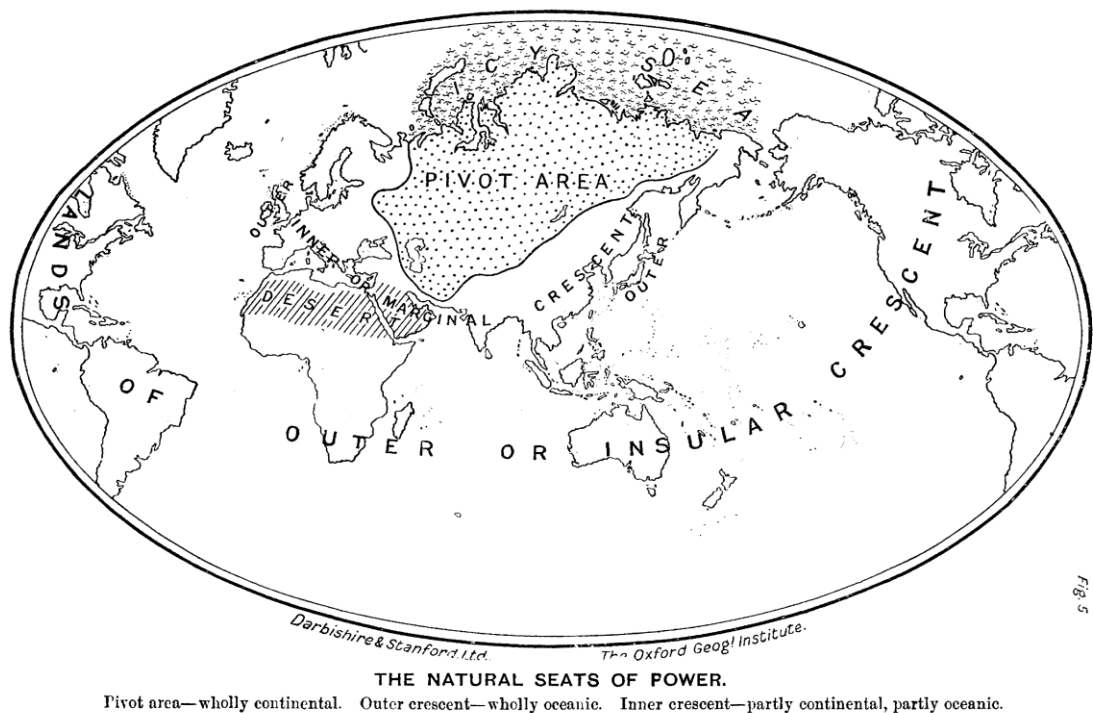 ICY SEA
PIVOT AREA
LANDS OF OUTER OR INSULAR CRESCENT
OUTER
INNER OR MARGINAL CRESCENT
OUTER
DESERT
Fig. 5
Darbishire & Stanford, Ltd.
The Oxford Geogl. Institute.
THE NATURAL SEATS OF POWER.
Pivot area—wholly continental. Outer crescent—wholly oceanic. Inner crescent—partly continental, partly oceanic.